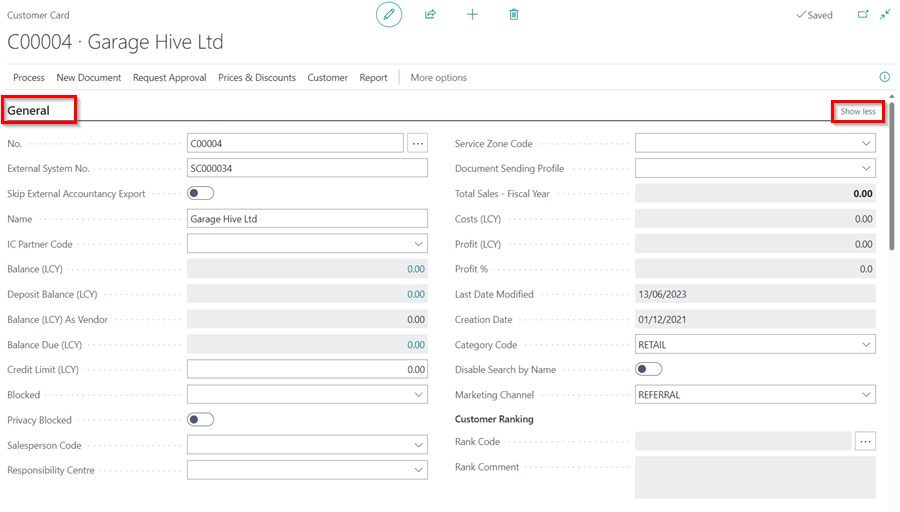 Customer Card
Saved
C00004 · Garage Hive Ltd
Process New Document Request Approval Prices & Discounts Customer Report More options
General
Show less
No. C00004
External System No. SC000034
Skip External Accountancy Export
Name Garage Hive Ltd
IC Partner Code
Balance (LCY) 0.00
Deposit Balance (LCY) 0.00
Balance (LCY) As Vendor 0.00
Balance Due (LCY) 0.00
Credit Limit (LCY) 0.00
Blocked
Privacy Blocked
Salesperson Code
Responsibility Centre
Service Zone Code
Document Sending Profile
Total Sales - Fiscal Year 0.00
Costs (LCY) 0.00
Profit (LCY) 0.00
Profit % 0.0
Last Date Modified 13/06/2023
Creation Date 01/12/2021
Category Code RETAIL
Disable Search by Name
Marketing Channel REFERRAL
Customer Ranking
Rank Code
Rank Comment